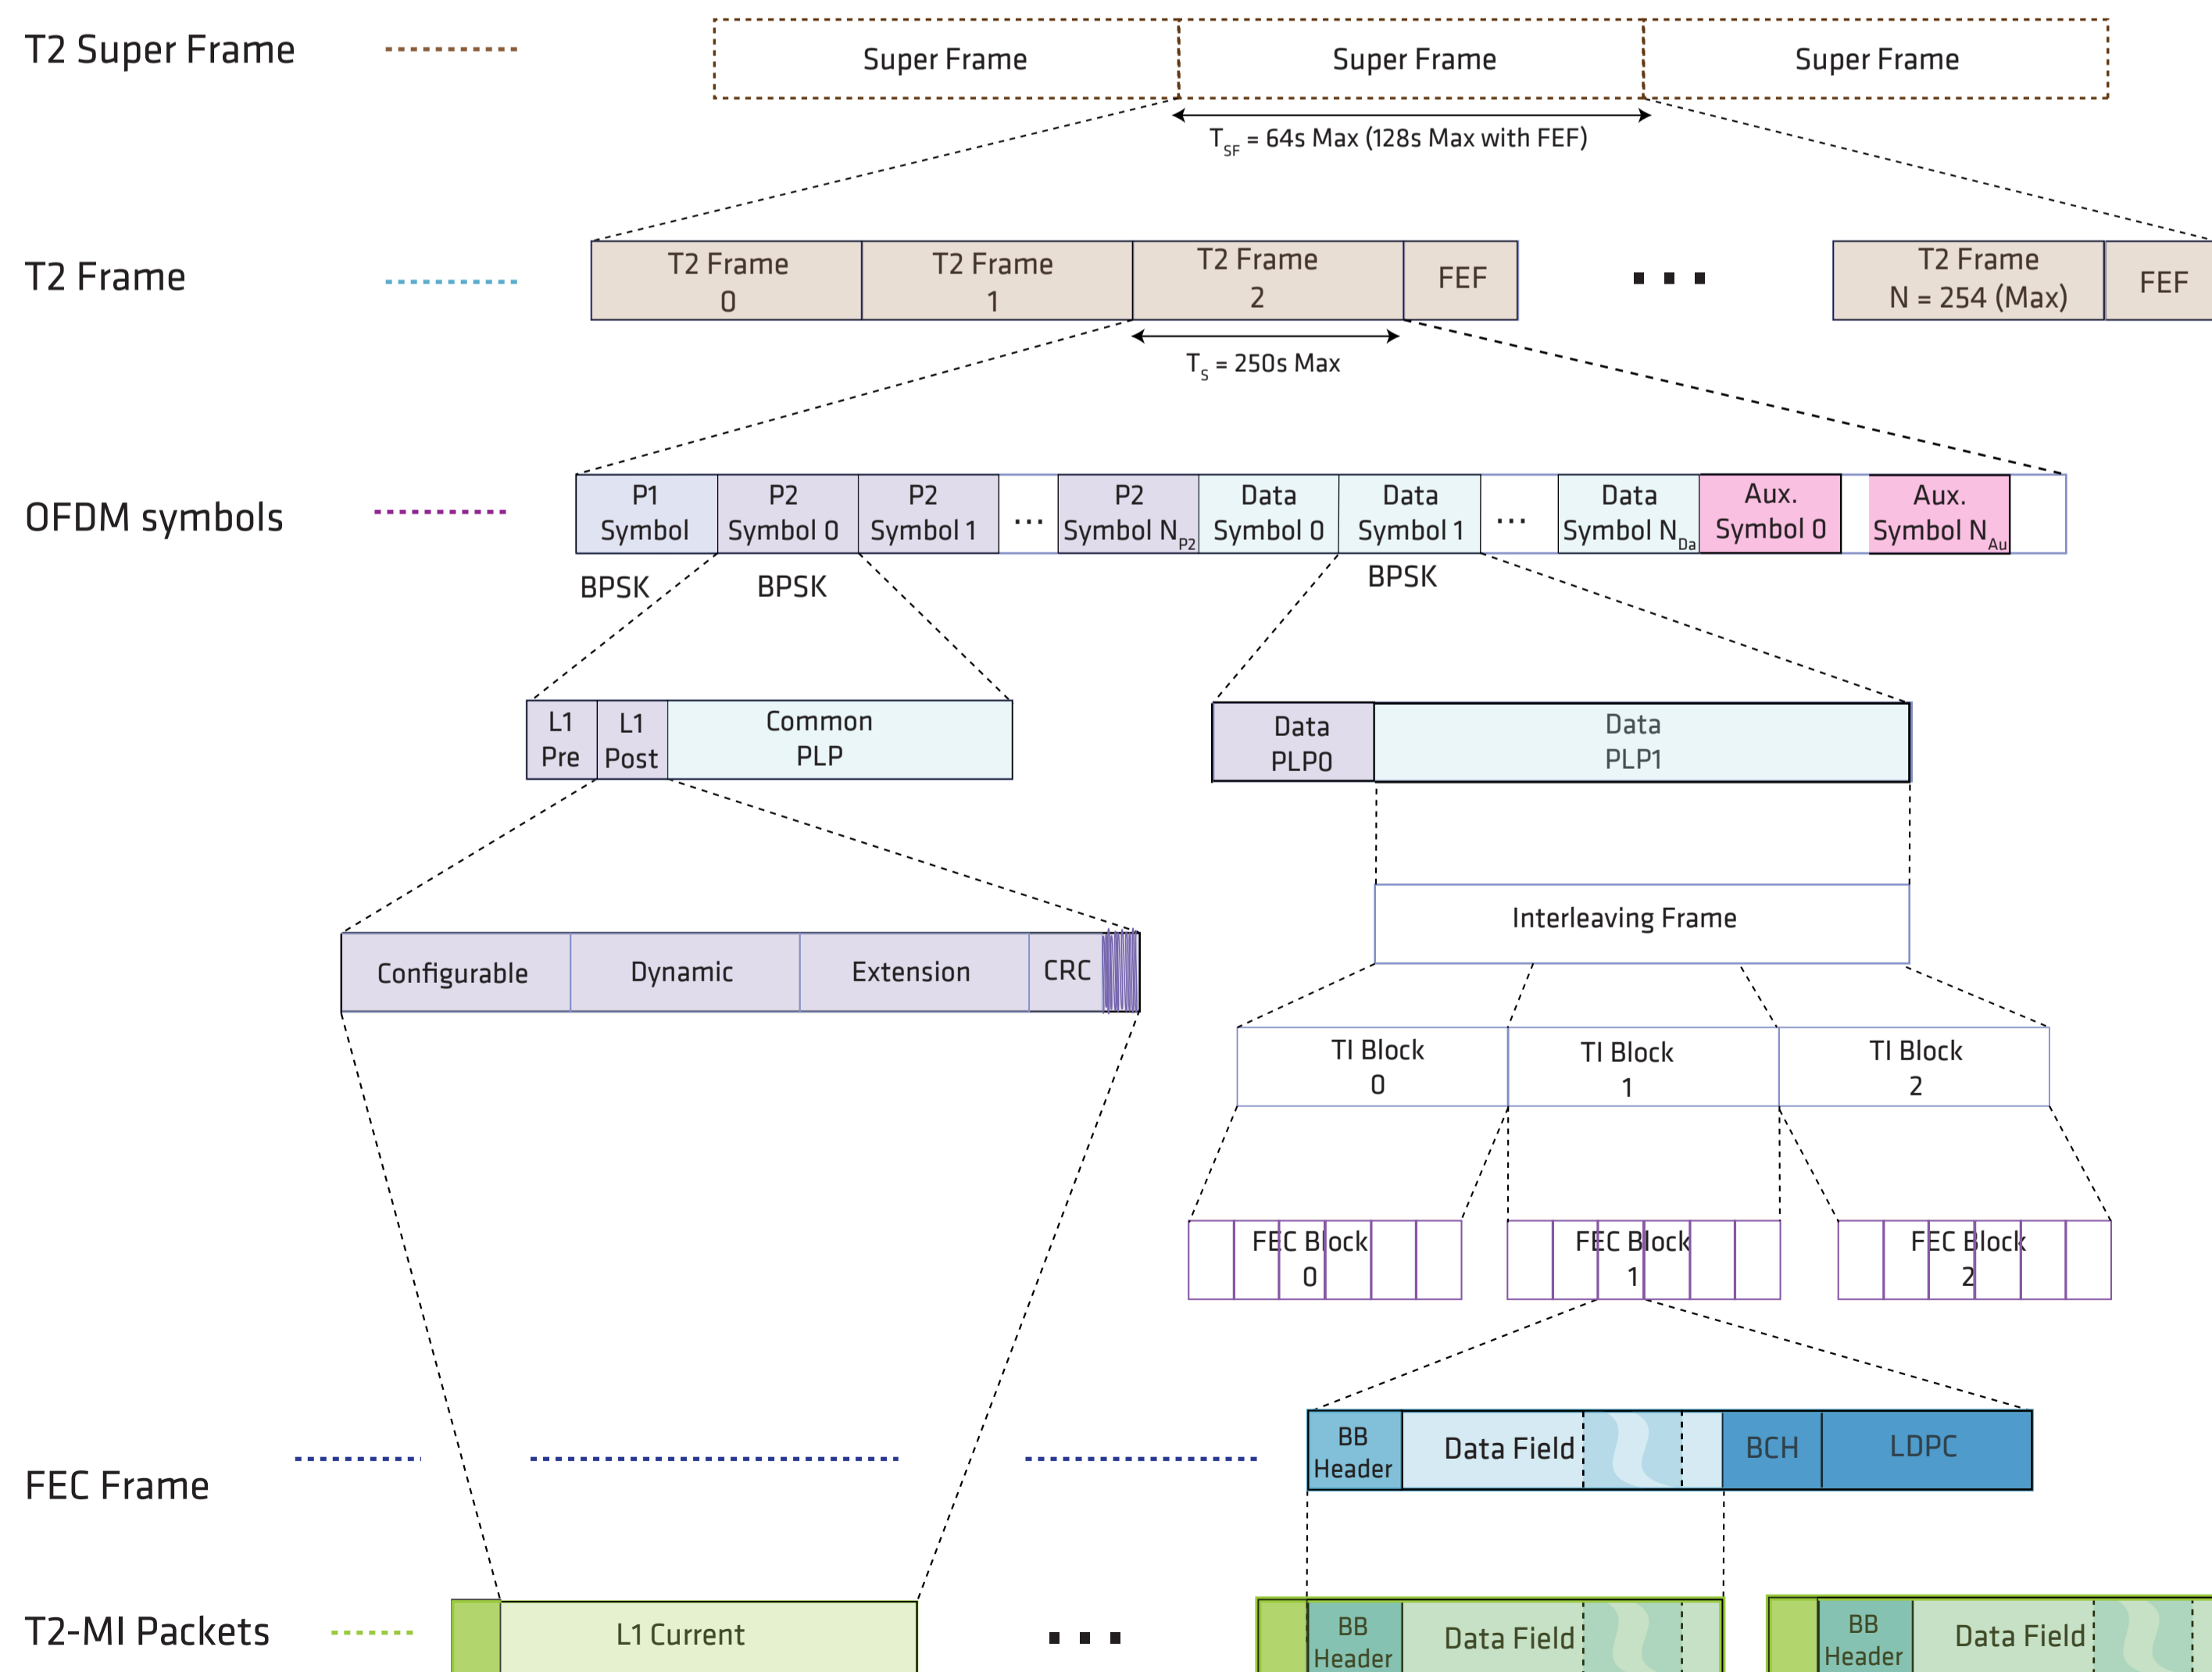 T2 Super Frame
Super Frame
Super Frame
Super Frame
TSF = 64s Max (128s Max with FEF)
T2 Frame
T2 Frame
0
T2 Frame
1
T2 Frame
2
FEF
...
T2 Frame
N = 254 (Max)
FEF
TS = 250s Max
OFDM symbols
P1
Symbol
P2
Symbol 0
P2
Symbol 1
...
P2
Symbol NP2
Data
Symbol 0
Data
Symbol 1
...
Data
Symbol NDa
Aux.
Symbol 0
Aux.
Symbol NAu
BPSK
BPSK
BPSK
L1
Pre
L1
Post
Common
PLP
Data
PLP0
Data
PLP1
Interleaving Frame
Configurable
Dynamic
Extension
CRC
TI Block
0
TI Block
1
TI Block
2
FEC Block
0
FEC Block
1
FEC Block
2
FEC Frame
BB
Header
Data Field
BCH
LDPC
T2-MI Packets
L1 Current
...
BB
Header
Data Field
BB
Header
Data Field